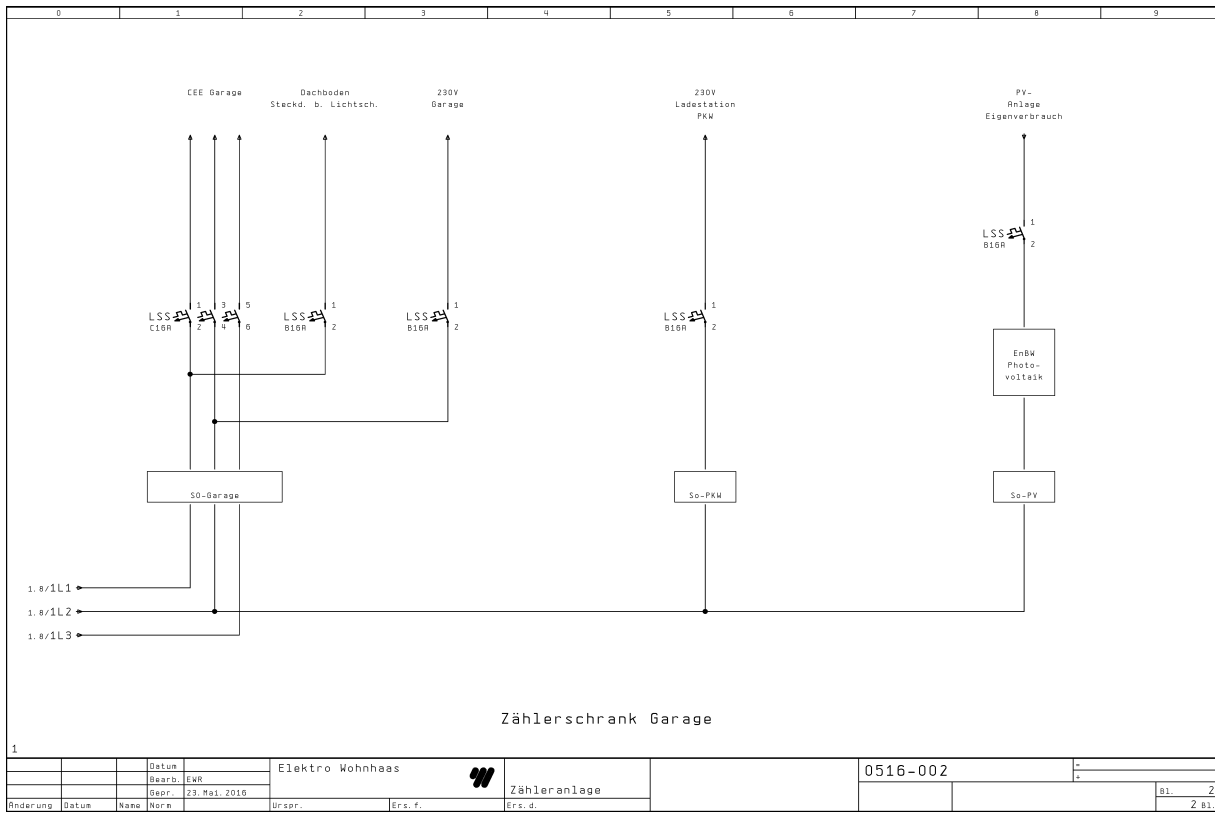 0 1 2 3 4 5 6 7 8 9
CEE Garage
Dachboden
Steckd. b. Lichtsch.
230V
Garage
230V
Ladestation
PKW
PV-
Anlage
Eigenverbrauch
LSS
B16A
1
2
LSS
C16A
1
2
3
4
5
6
LSS
B16A
1
2
LSS
B16A
1
2
LSS
B16A
1
2
EnBW
Photo-
voltaik
SO-Garage
So-PKW
So-PV
1.8/1L1
1.8/1L2
1.8/1L3
Zählerschrank Garage
1
Datum
Bearb. EWR
Gepr. 23.Mai.2016
Änderung Datum Name Norm
Elektro Wohnhaas
Urspr. Ers.f. Ers.d.
Zähleranlage
0516-002
=
+
Bl. 2
2 Bl.